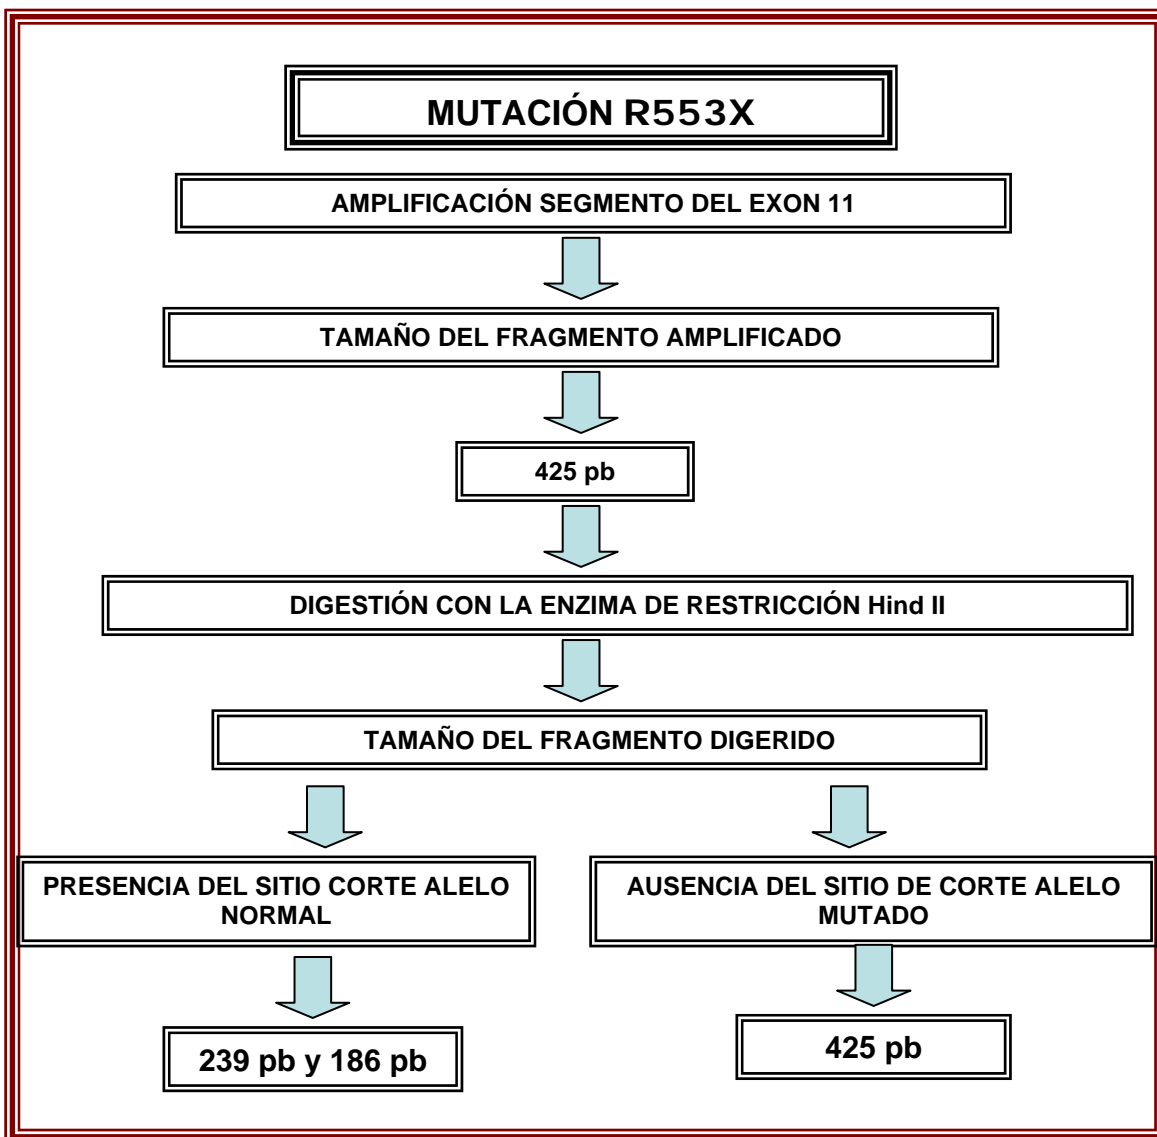 MUTACIÓN R553X
AMPLIFICACIÓN SEGMENTO DEL EXON 11
TAMAÑO DEL FRAGMENTO AMPLIFICADO
425 pb
DIGESTIÓN CON LA ENZIMA DE RESTRICCIÓN Hind II
TAMAÑO DEL FRAGMENTO DIGERIDO
PRESENCIA DEL SITIO CORTE ALELO
NORMAL
AUSENCIA DEL SITIO DE CORTE ALELO
MUTADO
239 pb y 186 pb
425 pb